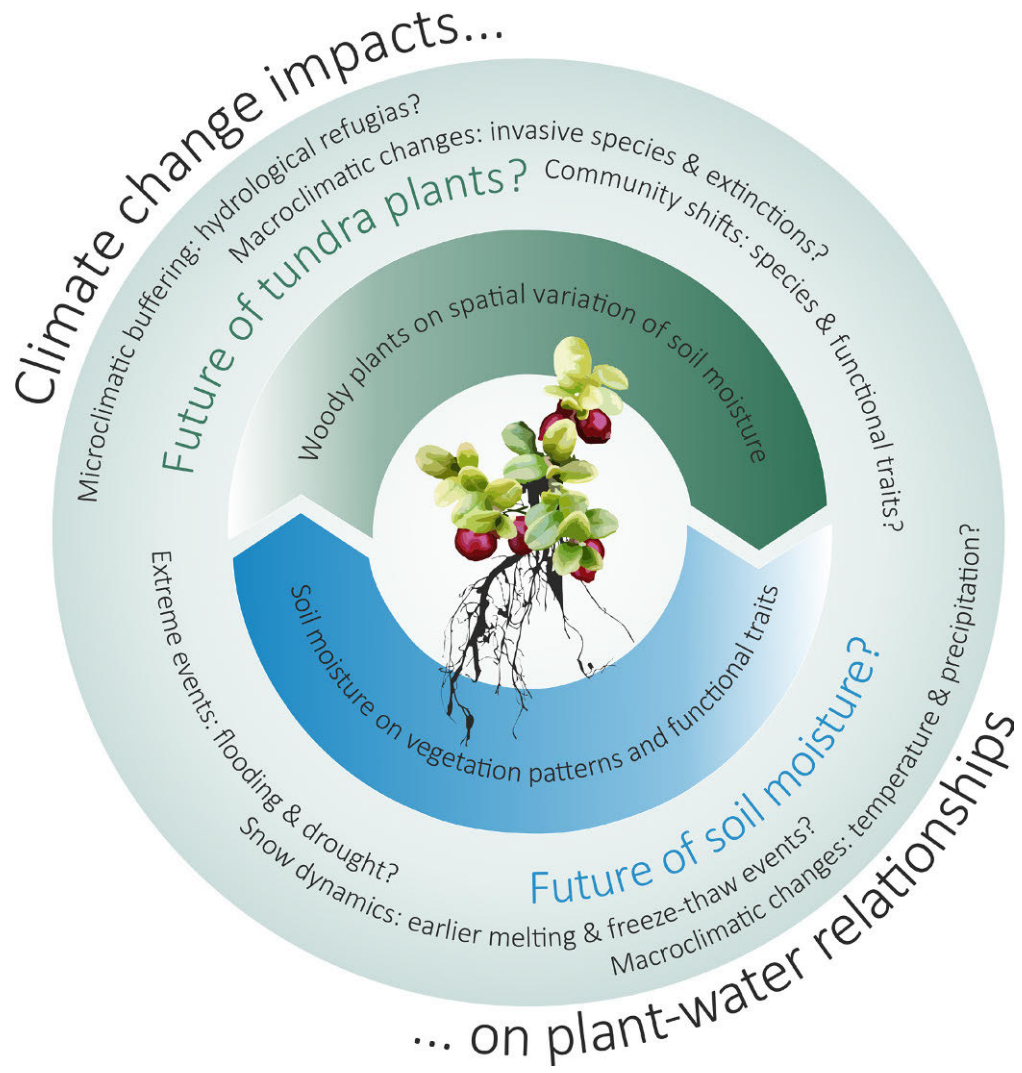 Climate change impacts...
Microclimatic buffering: hydrological refugias?
Macroclimatic changes: invasive species & extinctions?
Community shifts: species & functional traits?
Future of tundra plants?
Woody plants on spatial variation of soil moisture
Soil moisture on vegetation patterns and functional traits
Future of soil moisture?
Extreme events: flooding & drought?
Snow dynamics: earlier melting & freeze-thaw events?
Macroclimatic changes: temperature & precipitation?
... on plant-water relationships